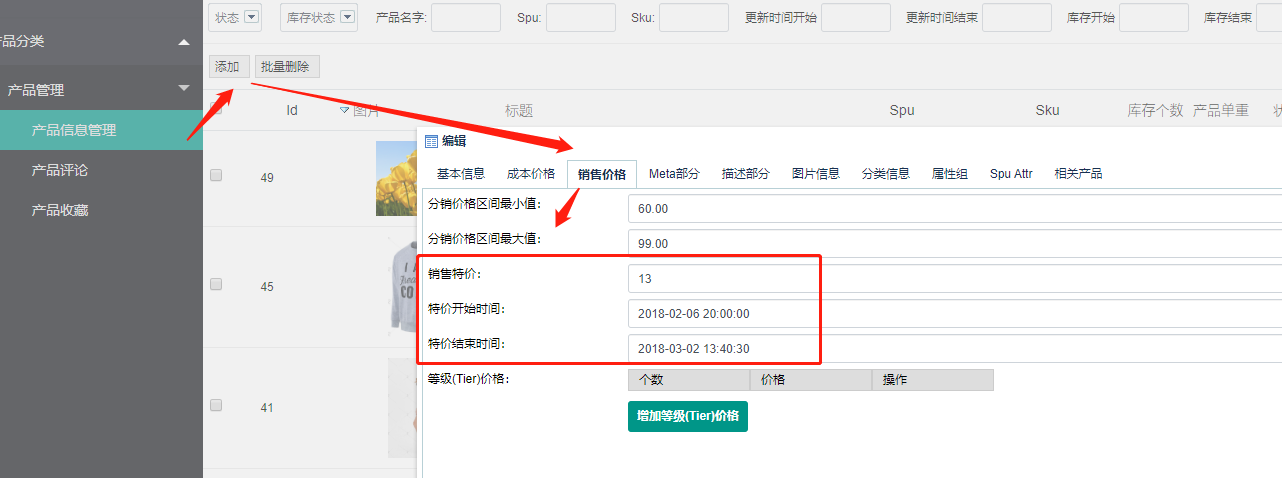 状态 库存状态 产品名字: Spu: Sku: 更新时间开始 更新时间结束 库存开始 库存结束
产品分类
添加 批量删除
产品管理
Id 图片 标题 Spu Sku 库存个数 产品单重
产品信息管理
产品评论
产品收藏
49
45
41
编辑
基本信息 成本价格 销售价格 Meta部分 描述部分 图片信息 分类信息 属性组 Spu Attr 相关产品
分销价格区间最小值: 60.00
分销价格区间最大值: 99.00
销售特价: 13
特价开始时间: 2018-02-06 20:00:00
特价结束时间: 2018-03-02 13:40:30
等级(Tier)价格: 个数 价格 操作
增加等级(Tier)价格